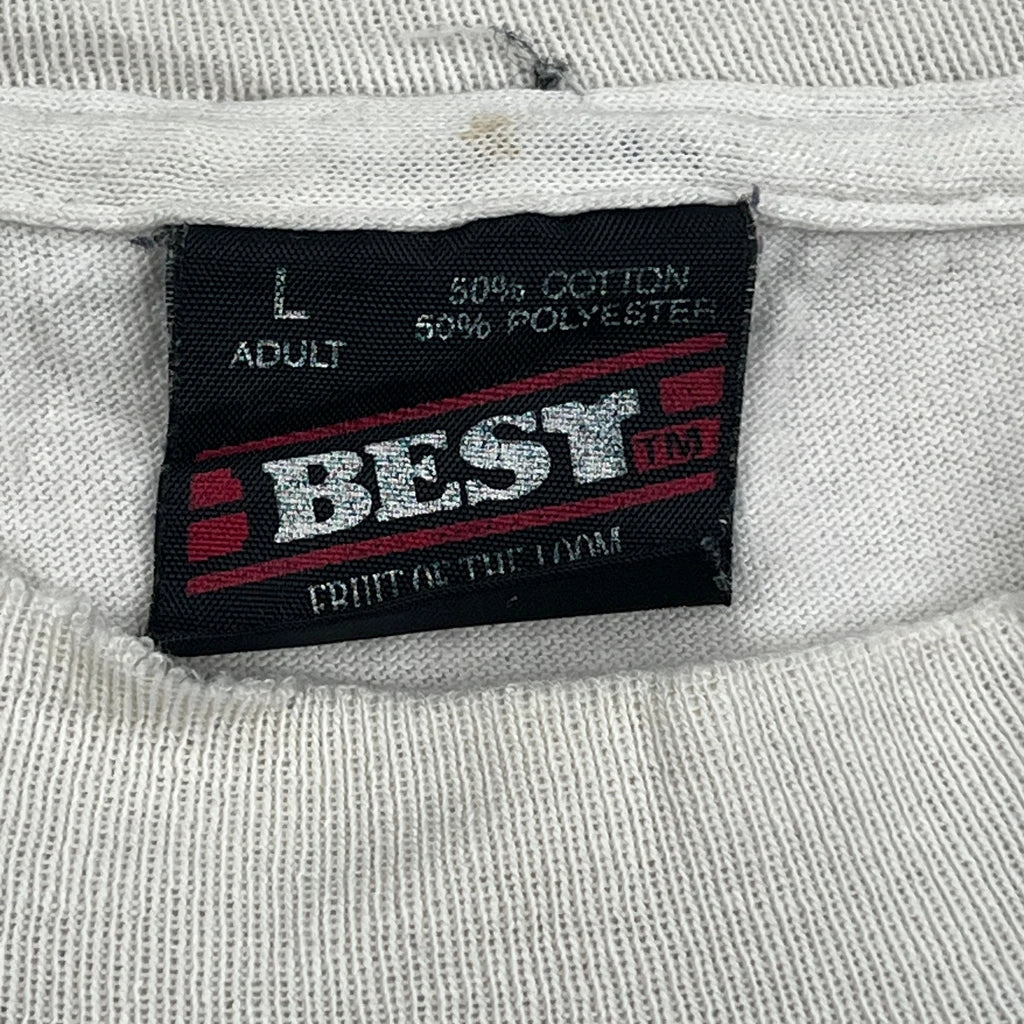 L
ADULT
50% COTTON
50% POLYESTER
BEST
TM
FRUIT OF THE LOOM